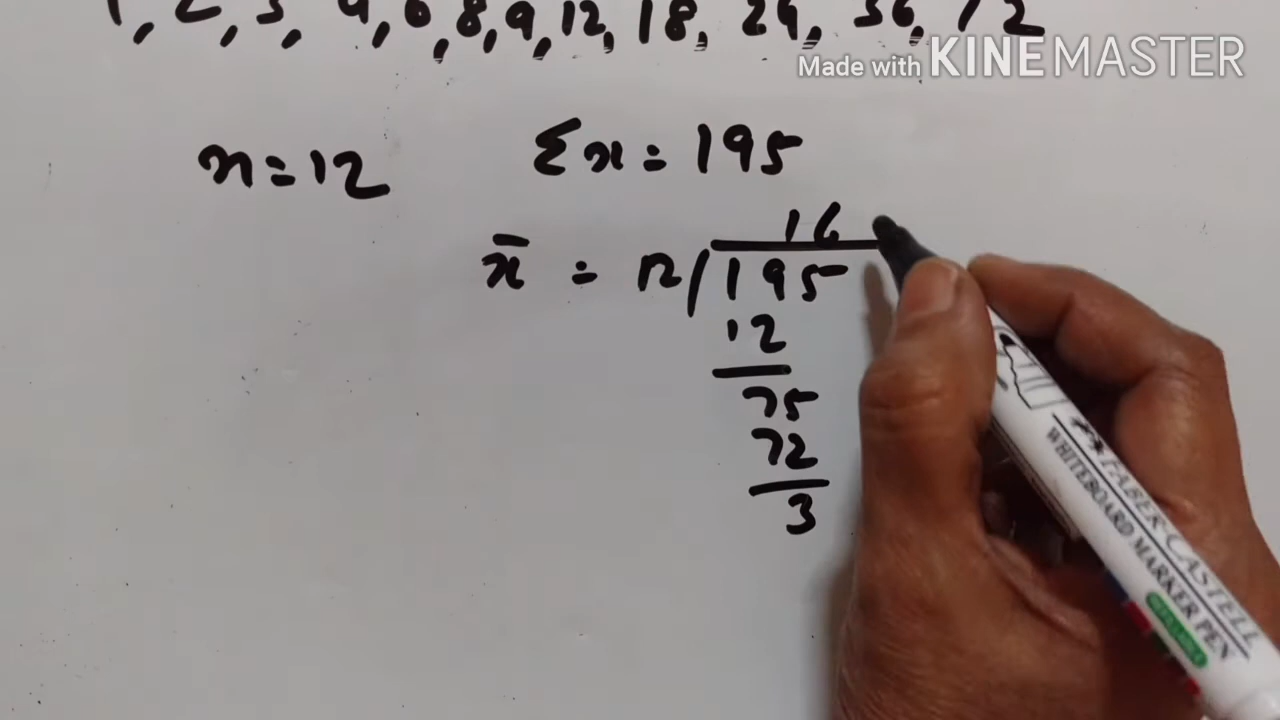 1, 2, 3, 4, 6, 8, 9, 12, 18, 24, 36, 72
Made with KINEMASTER
n=12 Σx = 195
16
x̄ = 12/195
12
75
72
3
FABER-CASTELL
WHITEBOARD MARKER PEN